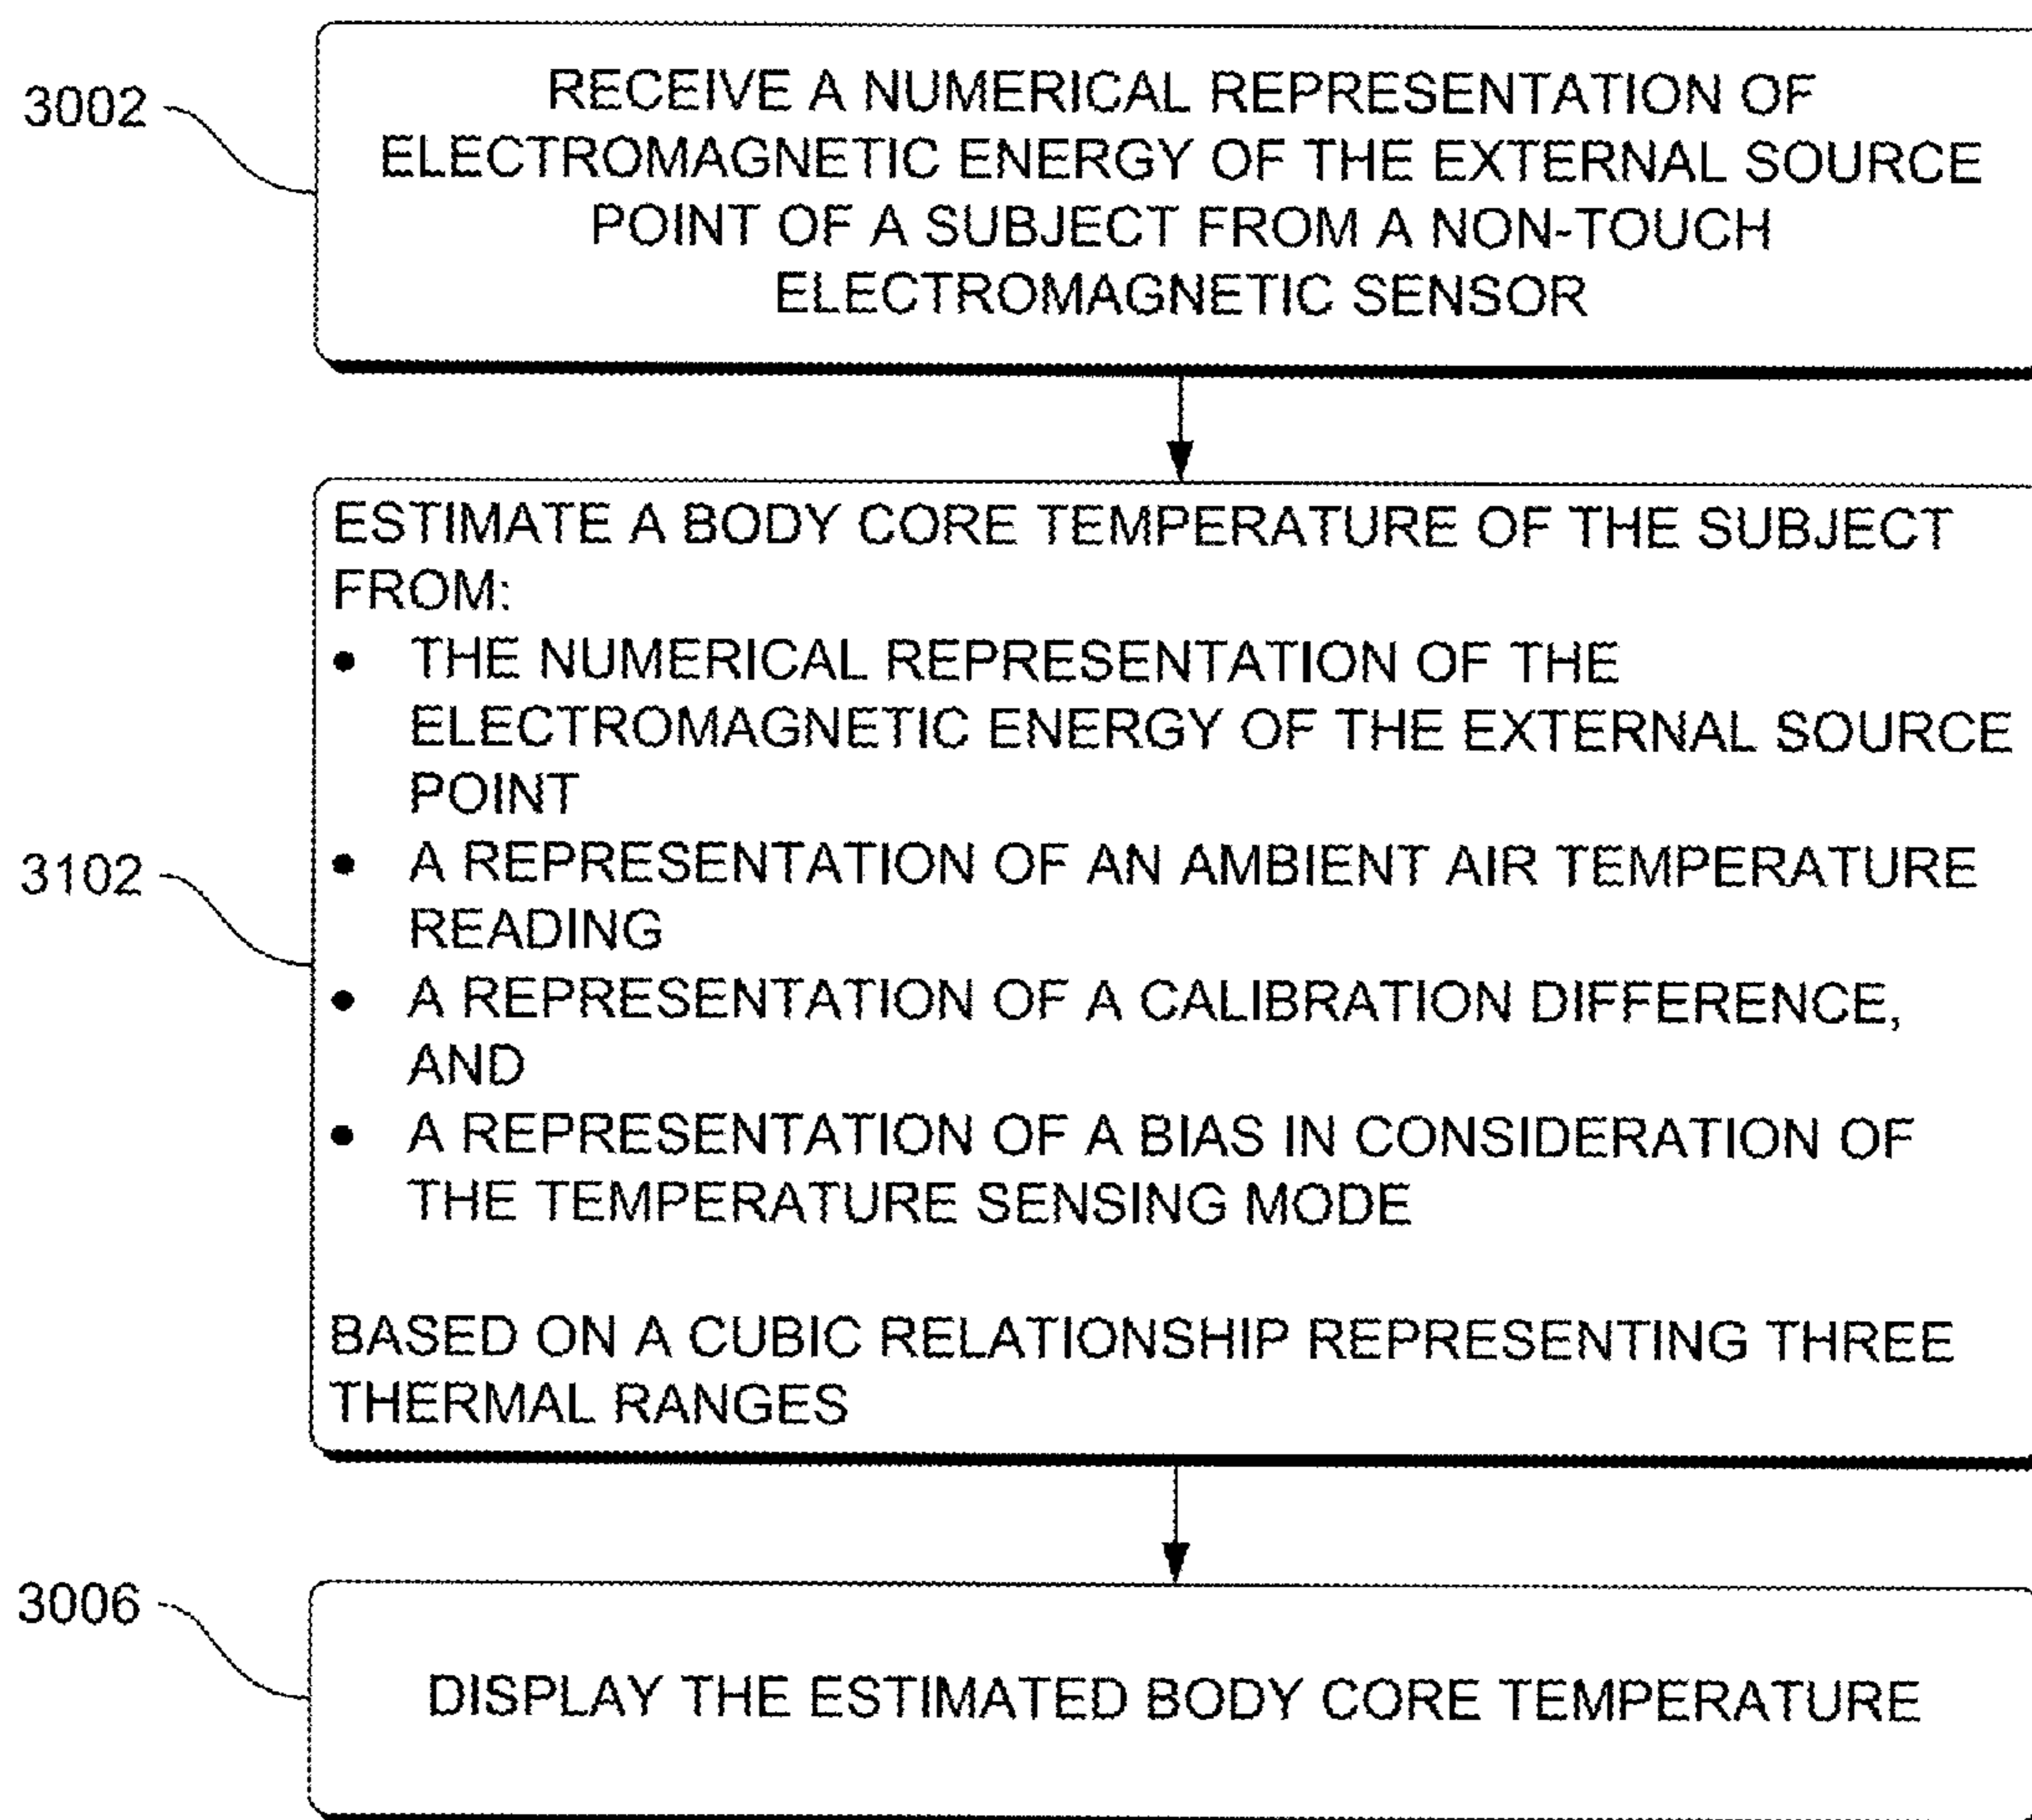 3002
RECEIVE A NUMERICAL REPRESENTATION OF
ELECTROMAGNETIC ENERGY OF THE EXTERNAL SOURCE
POINT OF A SUBJECT FROM A NON-TOUCH
ELECTROMAGNETIC SENSOR
3102
ESTIMATE A BODY CORE TEMPERATURE OF THE SUBJECT
FROM:
• THE NUMERICAL REPRESENTATION OF THE
ELECTROMAGNETIC ENERGY OF THE EXTERNAL SOURCE
POINT
• A REPRESENTATION OF AN AMBIENT AIR TEMPERATURE
READING
• A REPRESENTATION OF A CALIBRATION DIFFERENCE,
AND
• A REPRESENTATION OF A BIAS IN CONSIDERATION OF
THE TEMPERATURE SENSING MODE
BASED ON A CUBIC RELATIONSHIP REPRESENTING THREE
THERMAL RANGES
3006
DISPLAY THE ESTIMATED BODY CORE TEMPERATURE